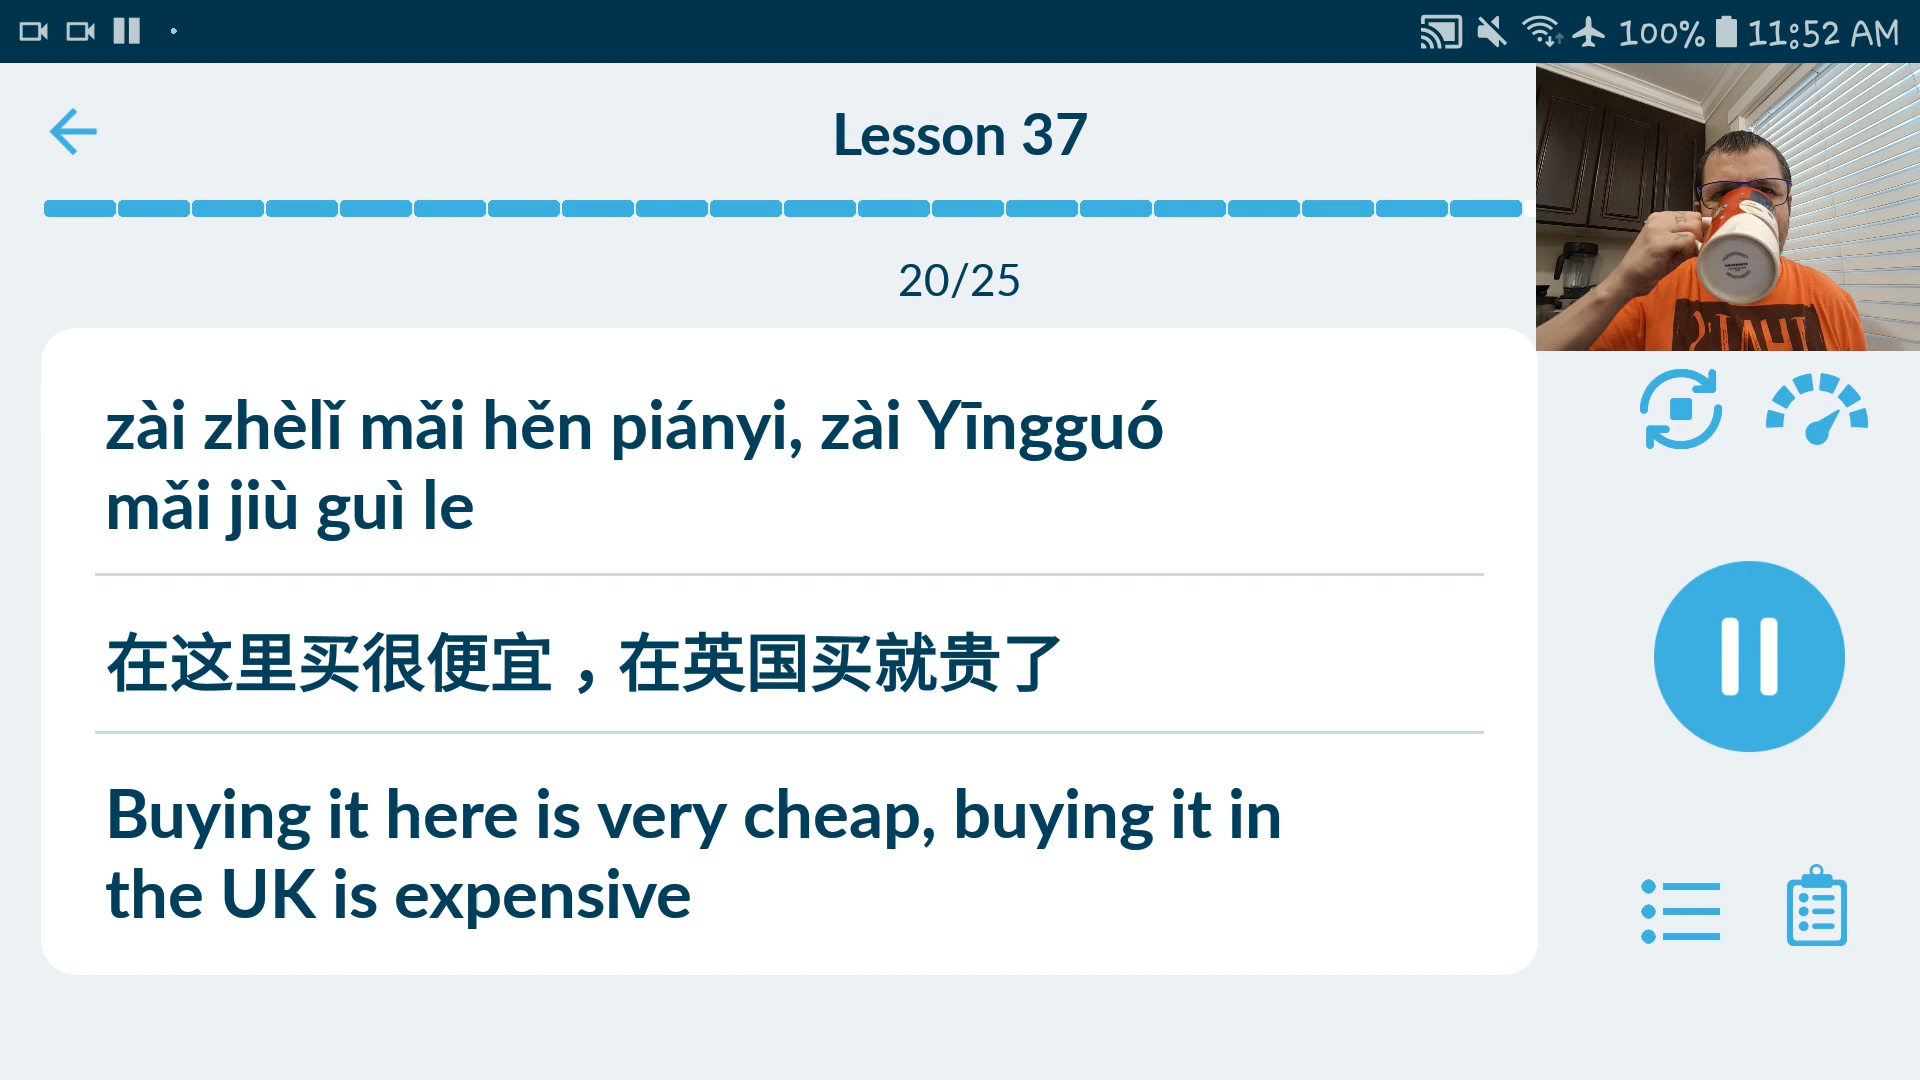 100% 11:52 AM
Lesson 37
20/25
zài zhèlǐ mǎi hěn piányi, zài Yīngguó
mǎi jiù guì le
在这里买很便宜，在英国买就贵了
Buying it here is very cheap, buying it in
the UK is expensive